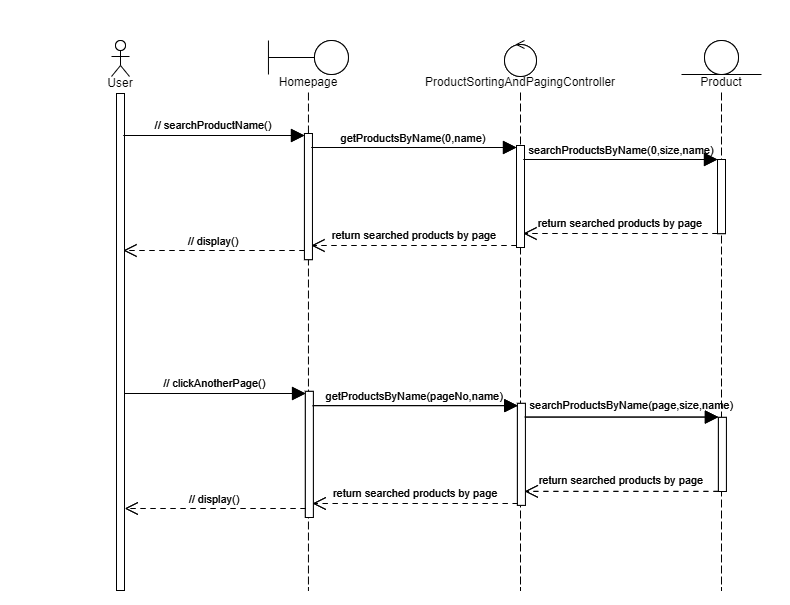 User
Homepage
ProductSortingAndPagingController
Product
// searchProductName()
getProductsByName(0,name)
searchProductsByName(0,size,name)
return searched products by page
return searched products by page
// display()
// clickAnotherPage()
getProductsByName(pageNo,name)
searchProductsByName(page,size,name)
return searched products by page
return searched products by page
// display()